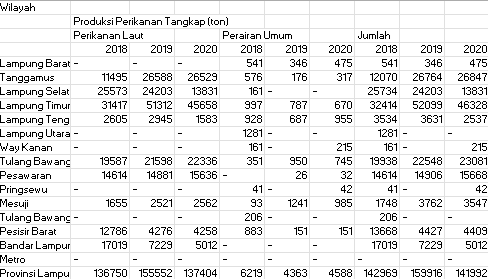 Wilayah
Produksi Perikanan Tangkap (ton)
Perikanan Laut Perairan Umum Jumlah
2018 2019 2020 2018 2019 2020 2018 2019 2020
Lampung Barat - - - 541 346 475 541 346 475
Tanggamus 11495 26588 26529 576 176 317 12070 26764 26847
Lampung Selat 25573 24203 13831 161 - - 25734 24203 13831
Lampung Timur 31417 51312 45658 997 787 670 32414 52099 46328
Lampung Teng 2605 2945 1583 928 687 955 3534 3631 2537
Lampung Utara - - - 1281 - - 1281 - -
Way Kanan - - - 161 - 215 161 - 215
Tulang Bawang 19587 21598 22336 351 950 745 19938 22548 23081
Pesawaran 14614 14881 15636 - 26 32 14614 14906 15668
Pringsewu - - - 41 - 42 41 - 42
Mesuji 1655 2521 2562 93 1241 985 1748 3762 3547
Tulang Bawang - - - 206 - - 206 - -
Pesisir Barat 12786 4276 4258 883 151 151 13668 4427 4409
Bandar Lampur 17019 7229 5012 - - - 17019 7229 5012
Metro - - - - - - - - -
Provinsi Lampu 136750 155552 137404 6219 4363 4588 142969 159916 141992